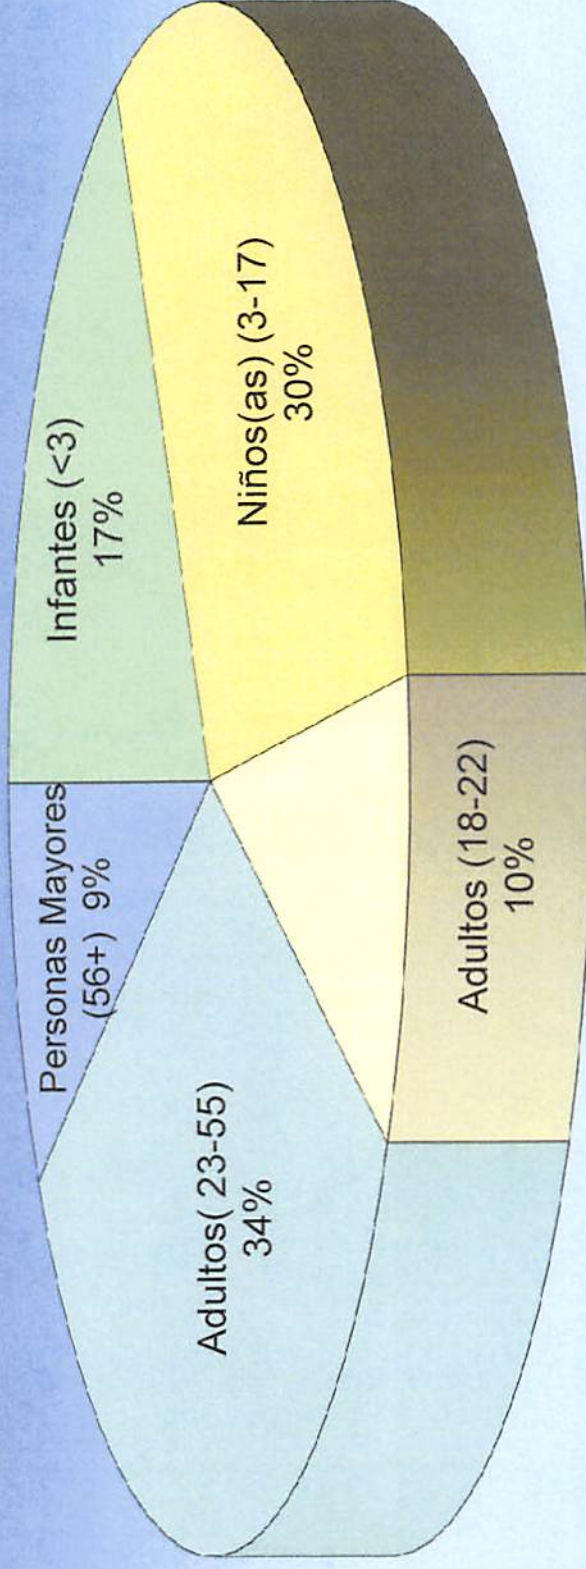 Personas Mayores
(56+) 9%
Infantes (<3)
17%
Adultos( 23-55)
34%
Niños(as) (3-17)
30%
Adultos (18-22)
10%